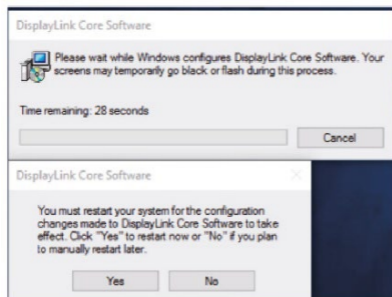 DisplayLink Core Software
Please wait while Windows configures DisplayLink Core Software. Your
screens may temporarily go black or flash during this process.
Time remaining: 28 seconds
Cancel
DisplayLink Core Software
You must restart your system for the configuration
changes made to DisplayLink Core Software to take
effect. Click "Yes" to restart now or "No" if you plan
to manually restart later.
Yes
No